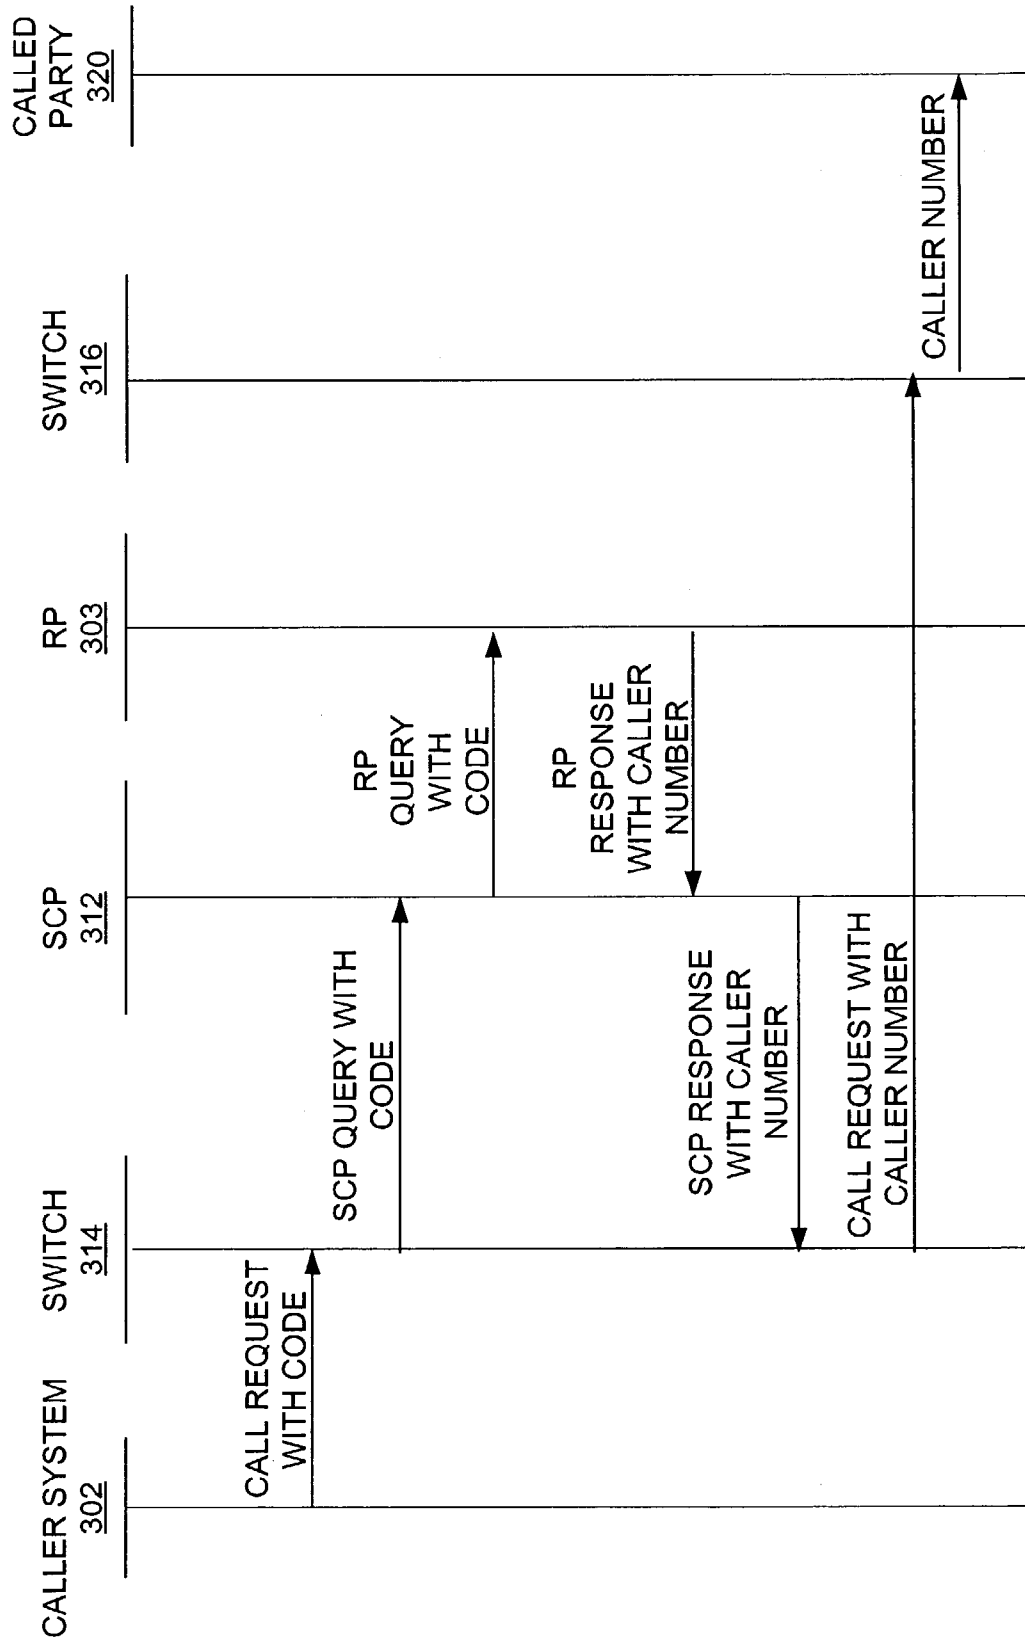 CALLER SYSTEM
302
SWITCH
314
SCP
312
RP
303
SWITCH
316
CALLED
PARTY
320
CALL REQUEST
WITH CODE
SCP QUERY WITH
CODE
RP
QUERY
WITH
CODE
RP
RESPONSE
WITH CALLER
NUMBER
SCP RESPONSE
WITH CALLER
NUMBER
CALL REQUEST WITH
CALLER NUMBER
CALLER NUMBER